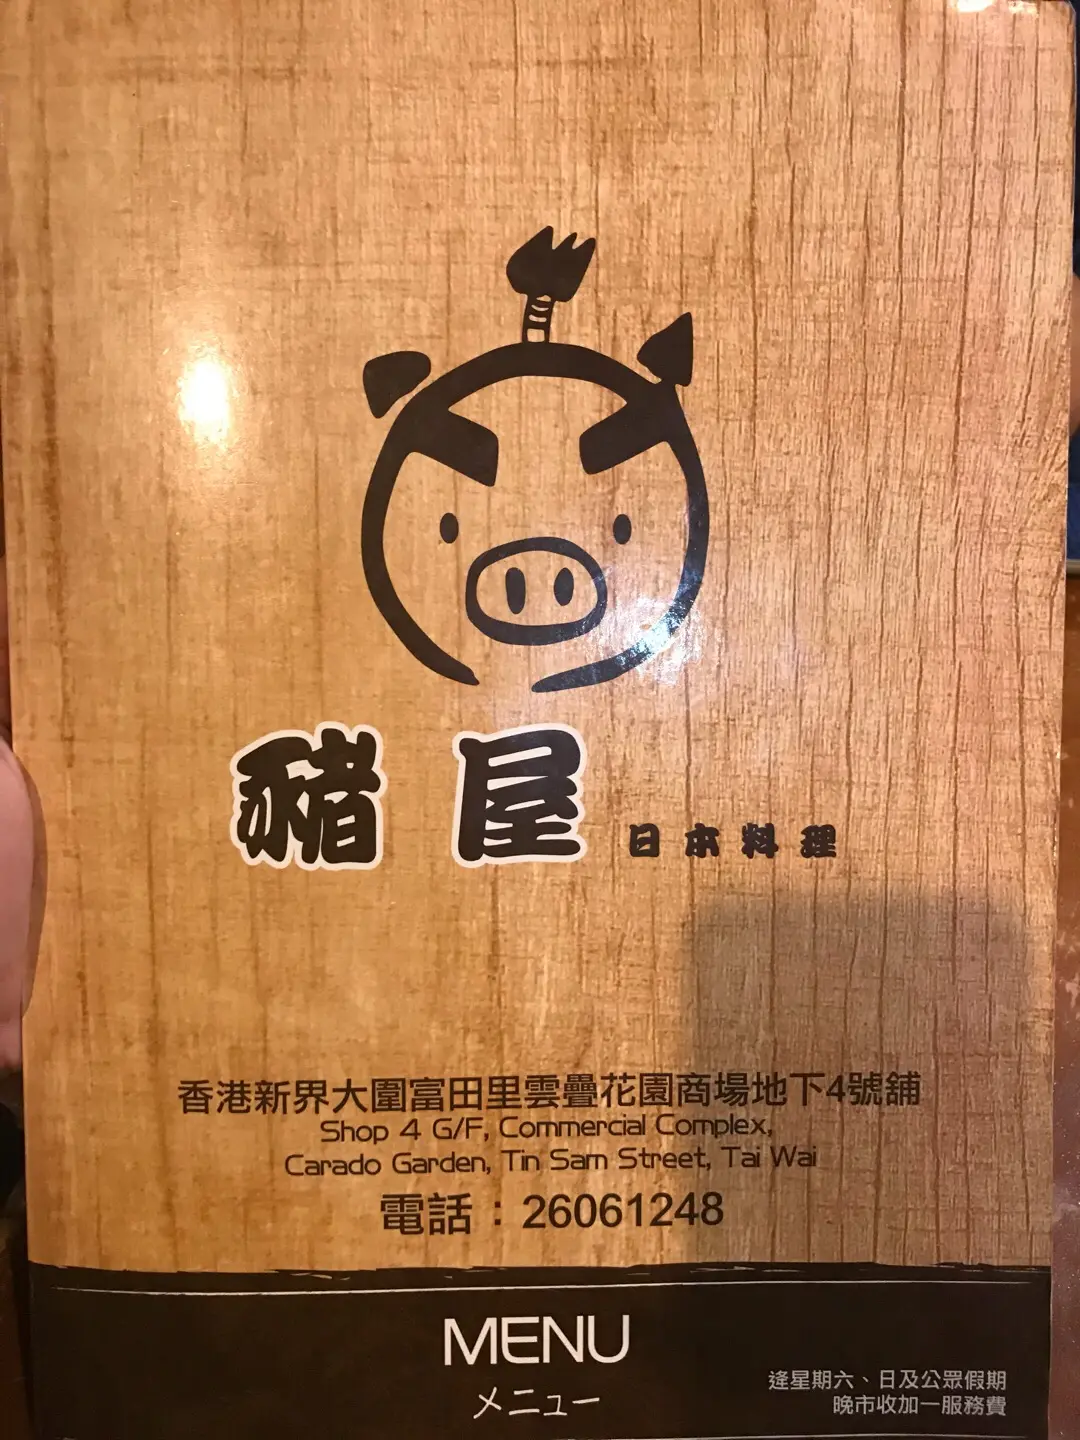 豬屋 日本料理
香港新界大圍富田里雲疊花園商場地下4號舖
Shop 4 G/F, Commercial Complex,
Carado Garden, Tin Sam Street, Tai Wai
電話：26061248
MENU
メニュー
逢星期六、日及公眾假期
晚市收加一服務費